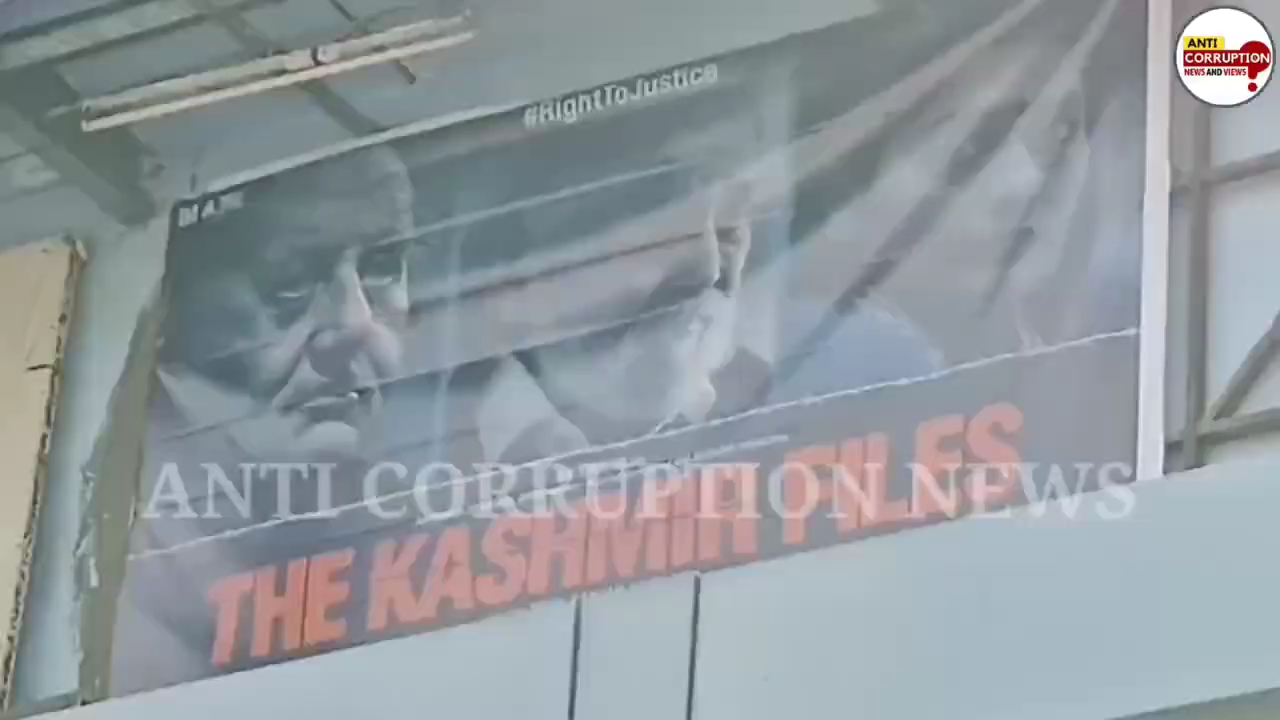 ANTI
CORRUPTION
NEWS AND VIEWS
#RightToJustice
ANTI CORRUPTION NEWS
THE KASHMIR FILES